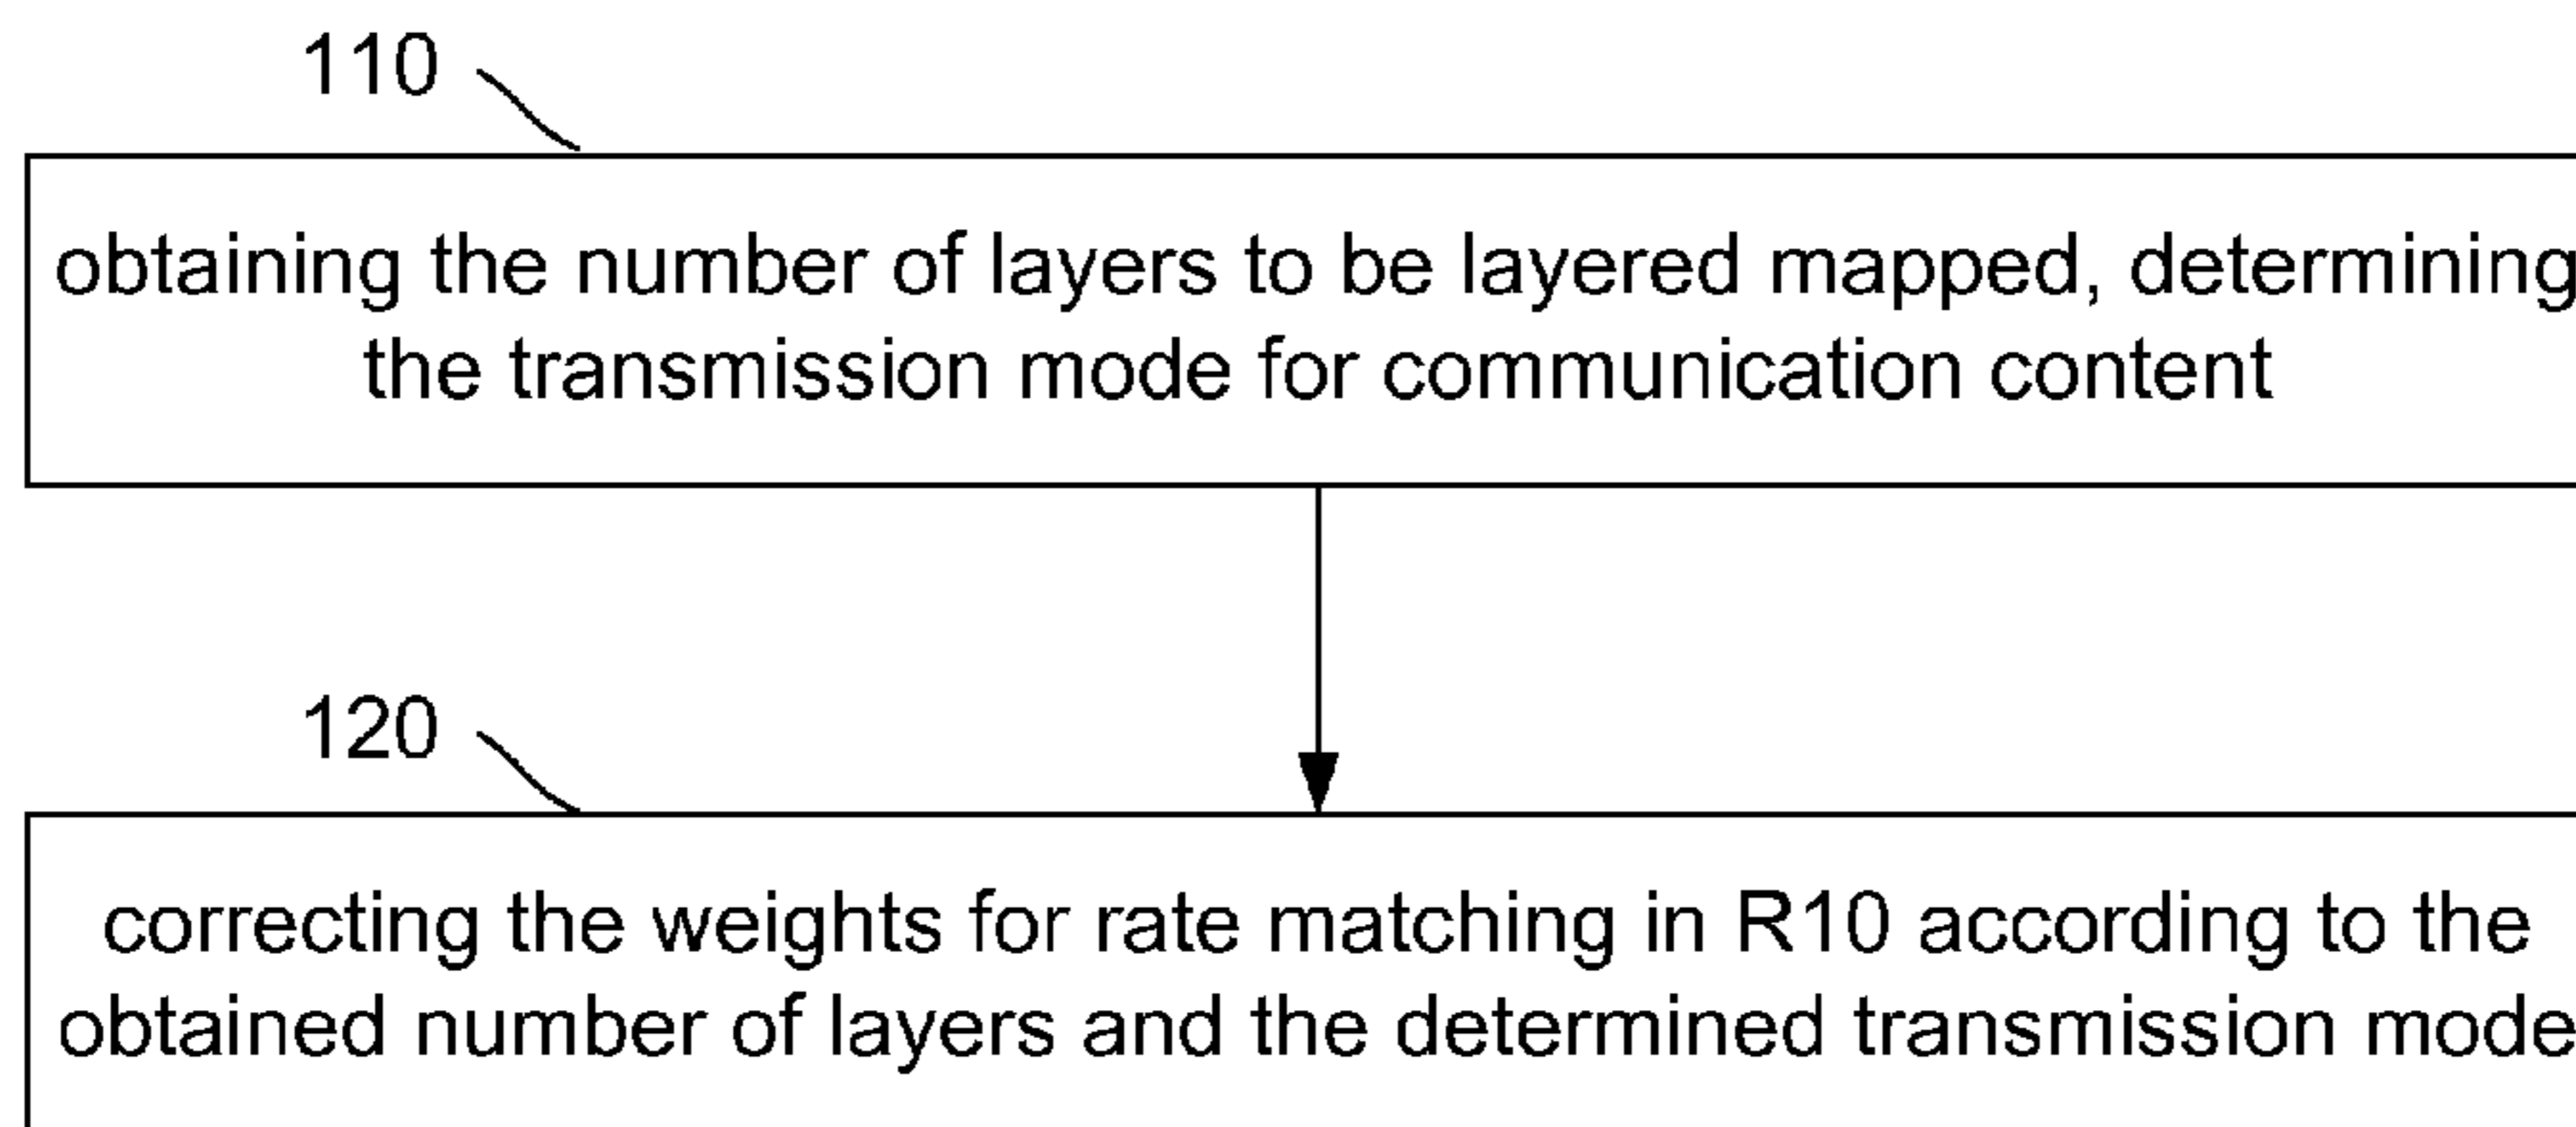 110
obtaining the number of layers to be layered mapped, determining
the transmission mode for communication content
120
correcting the weights for rate matching in R10 according to the
obtained number of layers and the determined transmission mode